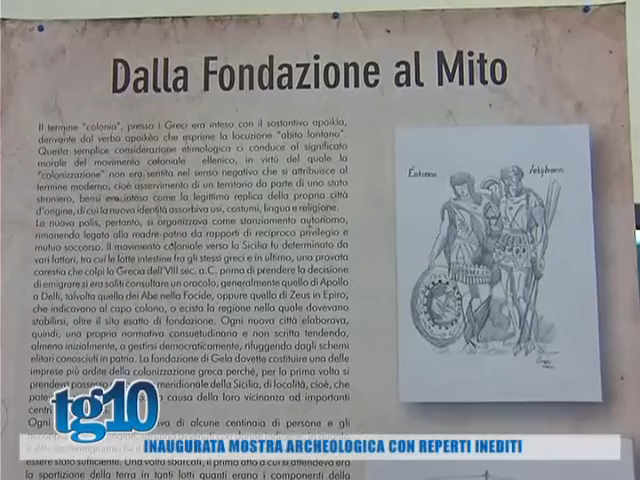 Dalla Fondazione al Mito
Il termine "colonia", presso i Greci era inteso con il sostantivo apoikia,
derivante dal verbo apoikèo che esprime la locuzione "abito lontano".
Questa semplice considerazione etimologica ci conduce al significato
morale del movimento coloniale ellenico, in virtù del quale la
"colonizzazione" non era sentita nel senso negativo che si attribuisce al
termine moderno, cioè asservimento di un territorio da parte di uno stato
straniero, bensì era intesa come la legittima replica della propria città
d'origine, di cui la nuova identità assorbiva usi, costumi, lingua e religione.
La nuova polis, pertanto, si organizzava come stanziamento autonomo,
rimanendo legato alla madre-patria da rapporti di reciproco privilegio e
mutuo soccorso. Il movimento coloniale verso la Sicilia fu determinato da
vari fattori, tra cui le lotte intestine fra gli stessi greci e in ultimo, una provata
carestia che colpì la Grecia dell'VIII sec. a.C. prima di prendere la decisione
di emigrare si era soliti consultare un oracolo, generalmente quello di Apollo
a Delfi, talvolta quello dei Abe nella Focide, oppure quello di Zeus in Epiro,
che indicavano al capo colono, o ecista la regione nella quale dovevano
stabilirsi, oltre il sito esatto di fondazione. Ogni nuova città elaborava,
quindi, una propria normativa consuetudinaria e non scritta tendendo,
almeno inizialmente, a gestirsi democraticamente, rifuggendo dagli schemi
elitari conosciuti in patria. La fondazione di Gela dovette costituire una delle
imprese più ardite della colonizzazione greca perché, per la prima volta si
prendeva possesso meridionale della Sicilia, di località, cioè, che
pote a causa della loro vicinanza ad importanti
centri
Ogni va di alcune centinaia di persone e gli
essere stato sufficiente. Una volta sbarcati, il primo atto a cui si attendeva era
la spartizione della terra in tanti lotti quanti erano i componenti della
Entimos Antiphemos
tg10
INAUGURATA MOSTRA ARCHEOLOGICA CON REPERTI INEDITI